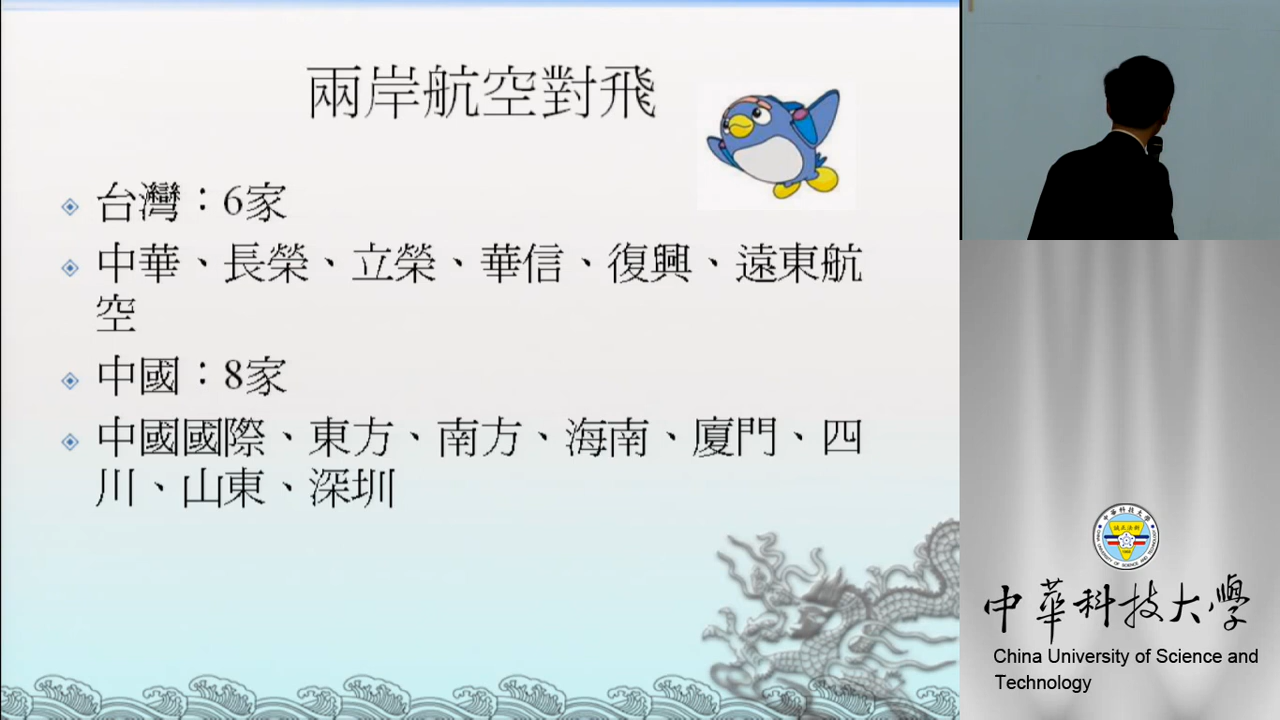 兩岸航空對飛
台灣：6家
中華、長榮、立榮、華信、復興、遠東航
空
中國：8家
中國國際、東方、南方、海南、廈門、四
川、山東、深圳
中華科技大學
China University of Science and
Technology